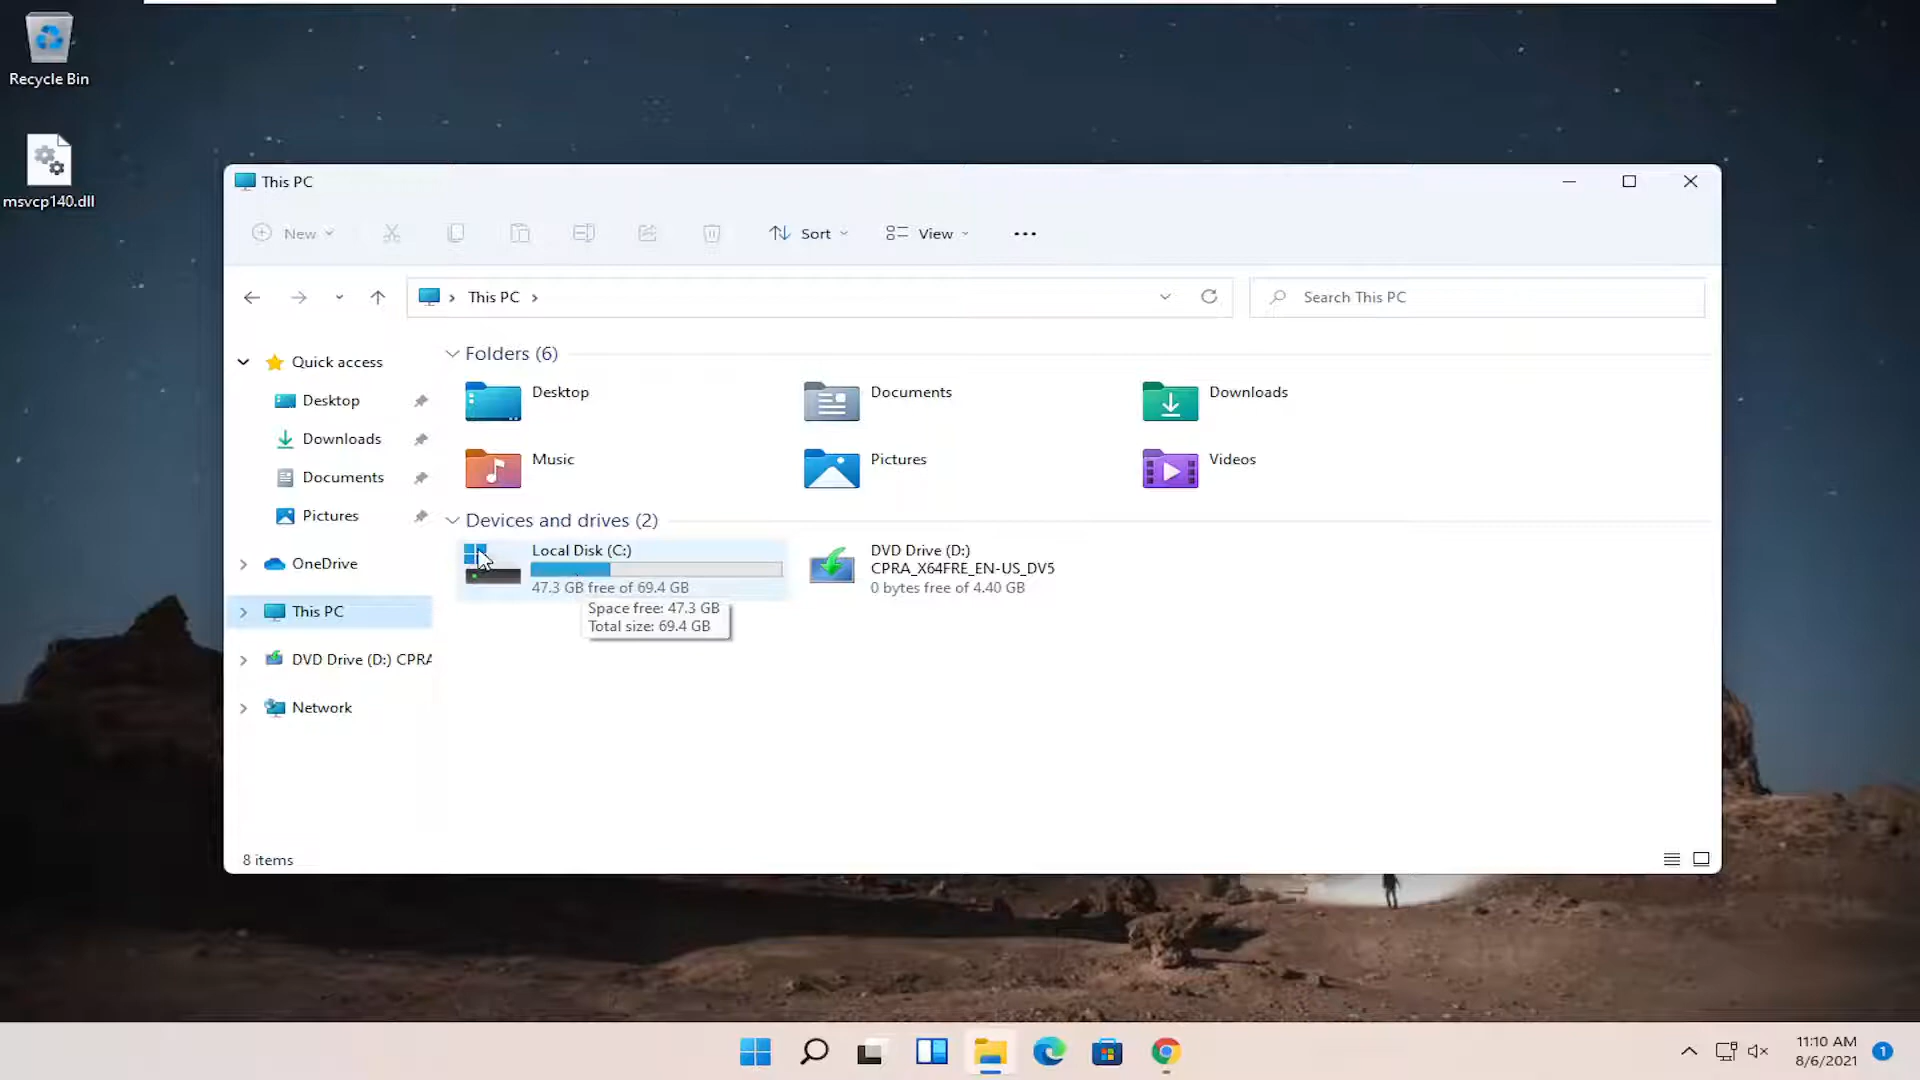 Recycle Bin
msvcp140.dll
This PC
New
Sort
View
This PC
Search This PC
Quick access
Desktop
Downloads
Documents
Pictures
OneDrive
This PC
DVD Drive (D:) CPRA
Network
Folders (6)
Desktop
Documents
Downloads
Music
Pictures
Videos
Devices and drives (2)
Local Disk (C:)
47.3 GB free of 69.4 GB
Space free: 47.3 GB
Total size: 69.4 GB
DVD Drive (D:)
CPRA_X64FRE_EN-US_DV5
0 bytes free of 4.40 GB
8 items
11:10 AM
8/6/2021
1